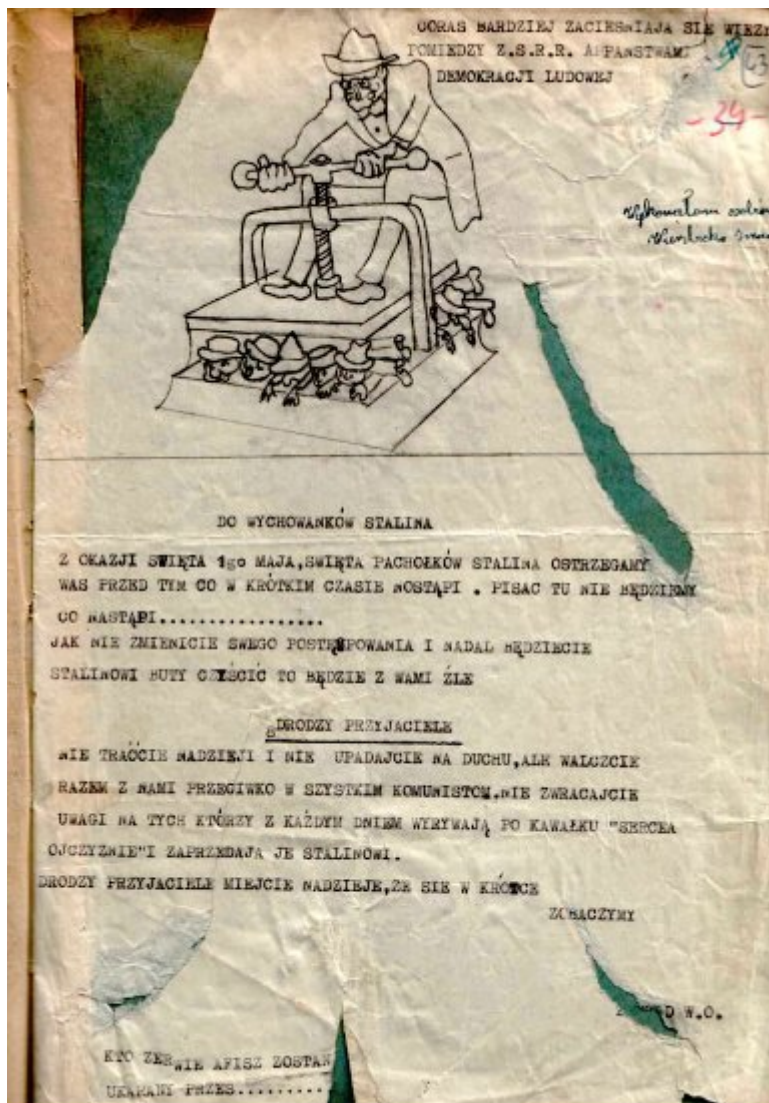 CORAS BARDZIEJ ZACIESNIAJA SIE WIEZY
POMIEDZY Z.S.R.R. A PANSTWAMI
DEMOKRACJI LUDOWEJ
63
- 34 -
DO WYCHOWANKÓW STALINA
Z OKAZJI SWIĘTA 1go MAJA,SWIĘTA PACHOŁKÓW STALINA OSTRZEGAMY
WAS PRZED TYM CO W KRÓTKIM CZASIE NOSTĄPI . PISAC TU NIE BĘDZIEMY
CO NASTĄPI.................
JAK NIE ZMIENICIE SWEGO POSTĘPOWANIA I NADAL BĘDZIECIE
STALINOWI BUTY CZYŚCIĆ TO BĘDZIE Z WAMI ŹLE
DRODZY PRZYJACIELE
NIE TRAĆCIE NADZIEJI I NIE UPADAJCIE NA DUCHU,ALE WALCZCIE
RAZEM Z NAMI PRZECIWKO W SZYSTKIM KOMUNISTOM.NIE ZWRACAJCIE
UWAGI NA TYCH KTÓRZY Z KAŻDYM DNIEM WYRYWAJĄ PO KAWAŁKU "SERCEA
OJCZYZNIE"I ZAPRZEDAJA JE STALINOWI.
DRODZY PRZYJACIELE MIEJCIE NADZIEJE,ŻE SIE W KRÓTCE
ZOBACZYMY
W.O.
KTO ZERWIE AFISZ ZOSTAN
UKARANY PRZES.........